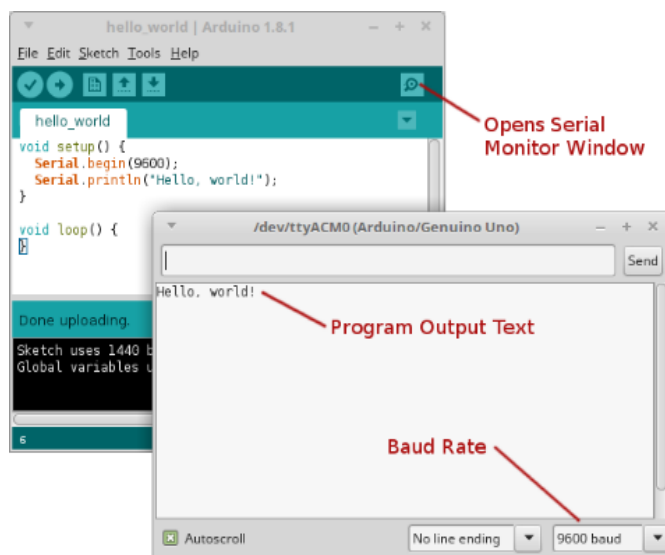 hello_world | Arduino 1.8.1
File Edit Sketch Tools Help
hello_world
void setup() {
  Serial.begin(9600);
  Serial.println("Hello, world!");
}
void loop() {
}
Opens Serial
Monitor Window
/dev/ttyACM0 (Arduino/Genuino Uno)
Send
Hello, world!
Program Output Text
Done uploading.
Sketch uses 1440 b
Global variables u
Baud Rate
6
Autoscroll
No line ending
9600 baud